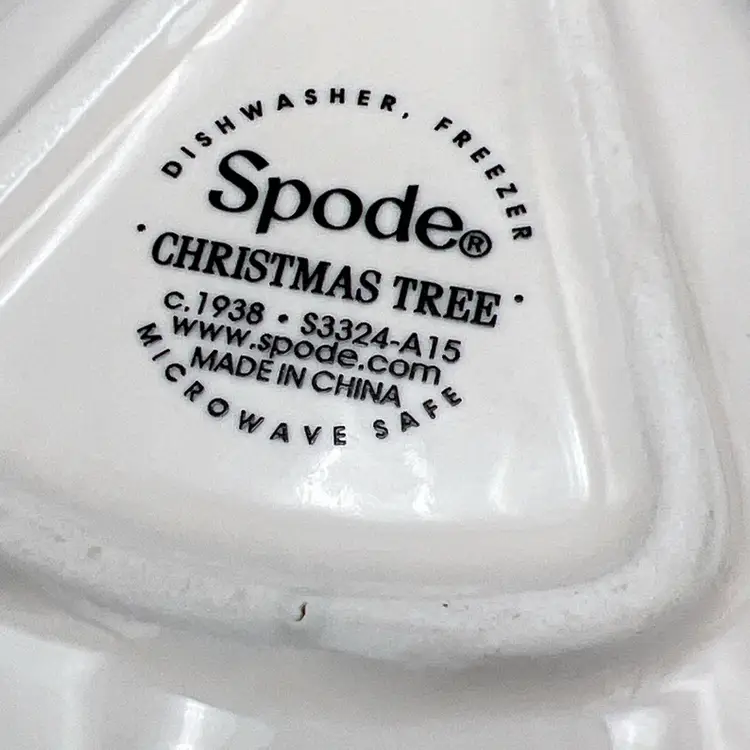 DISHWASHER, FREEZER
Spode®
· CHRISTMAS TREE ·
c.1938 · S3324-A15
www.spode.com
MADE IN CHINA
MICROWAVE SAFE